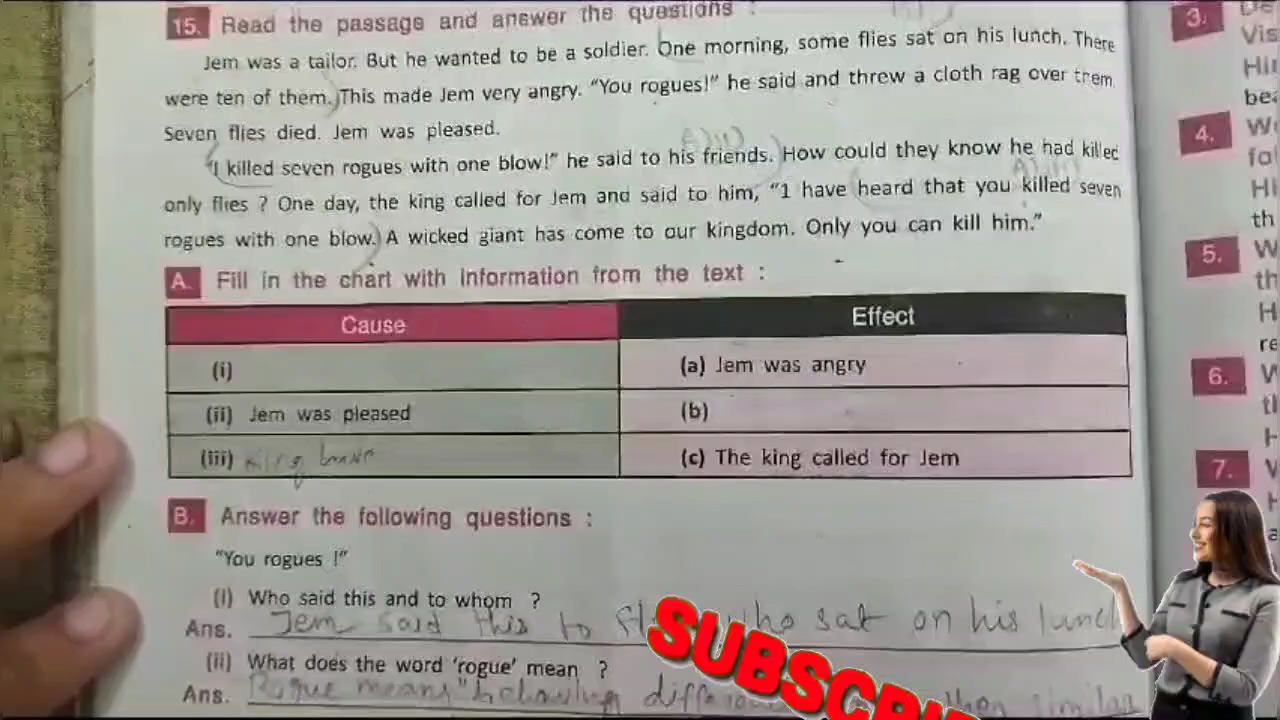 15. Read the passage and answer the questions :
Jem was a tailor. But he wanted to be a soldier. One morning, some flies sat on his lunch. There
were ten of them. This made Jem very angry. "You rogues!" he said and threw a cloth rag over them.
Seven flies died. Jem was pleased.
"I killed seven rogues with one blow!" he said to his friends. How could they know he had killed
only flies ? One day, the king called for Jem and said to him, "1 have heard that you killed seven
rogues with one blow. A wicked giant has come to our kingdom. Only you can kill him."
A. Fill in the chart with information from the text :
Cause Effect
(i) (a) Jem was angry
(ii) Jem was pleased (b)
(iii) King (c) The king called for Jem
B. Answer the following questions :
"You rogues !"
(i) Who said this and to whom ?
Ans. Jem said this to who sat on his lunch
(ii) What does the word 'rogue' mean ?
Ans. Rogue means similar
3.
4.
5.
6.
7.
SUBSCRI